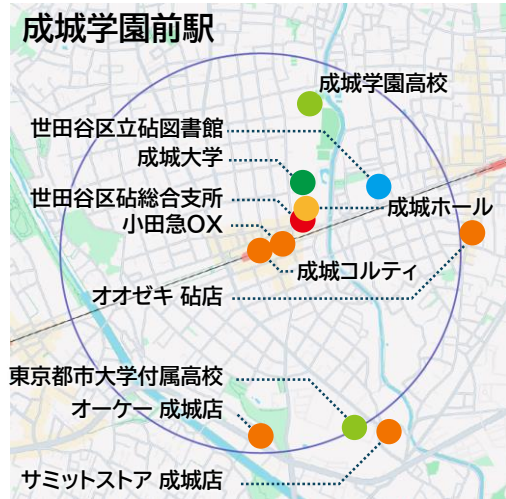 成城学園前駅
成城学園高校
世田谷区立砧図書館
成城大学
世田谷区砧総合支所
成城ホール
小田急OX
成城コルティ
オオゼキ 砧店
東京都市大学付属高校
オーケー 成城店
サミットストア 成城店